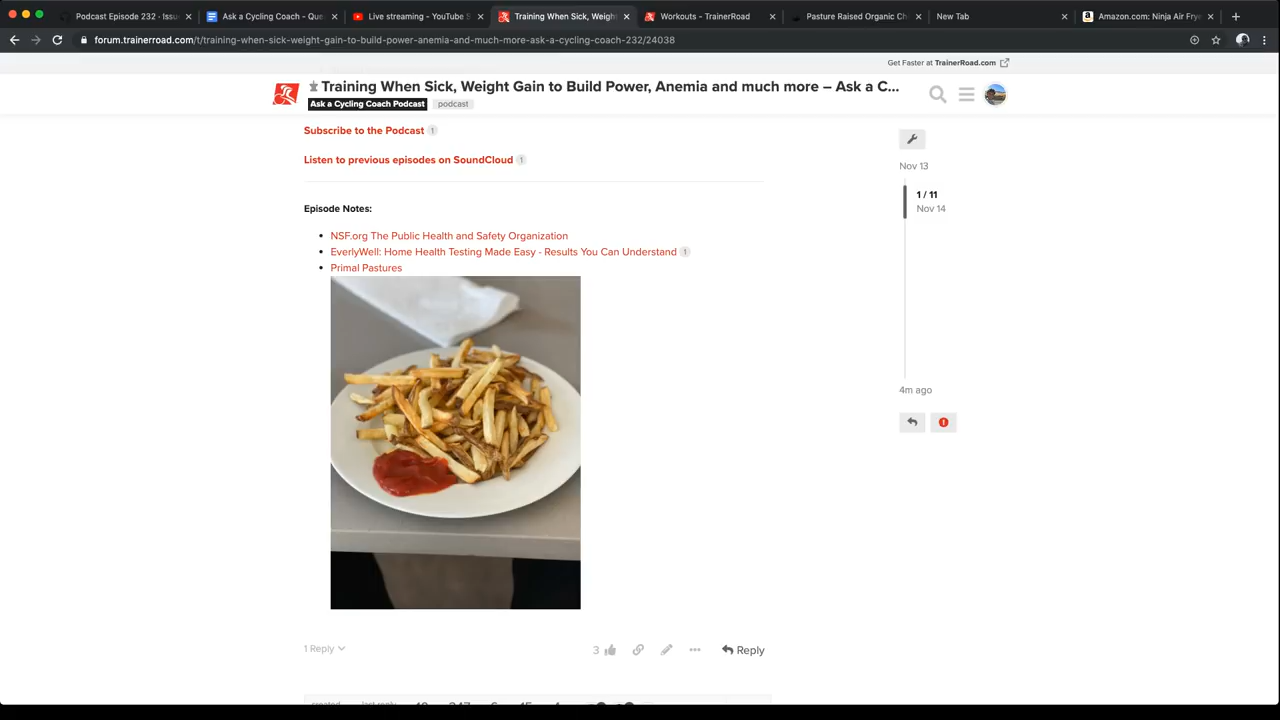 Podcast Episode 232 - Issu
Ask a Cycling Coach - Que
Live streaming - YouTube S
Training When Sick, Weigh
Workouts - TrainerRoad
Pasture Raised Organic Ch
New Tab
Amazon.com: Ninja Air Frye
forum.trainerroad.com/t/training-when-sick-weight-gain-to-build-power-anemia-and-much-more-ask-a-cycling-coach-232/24038
Get Faster at TrainerRoad.com
Training When Sick, Weight Gain to Build Power, Anemia and much more – Ask a C...
Ask a Cycling Coach Podcast podcast
Subscribe to the Podcast 1
Listen to previous episodes on SoundCloud 1
Nov 13
1 / 11
Nov 14
Episode Notes:
NSF.org The Public Health and Safety Organization
EverlyWell: Home Health Testing Made Easy - Results You Can Understand 1
Primal Pastures
4m ago
1 Reply
3
Reply